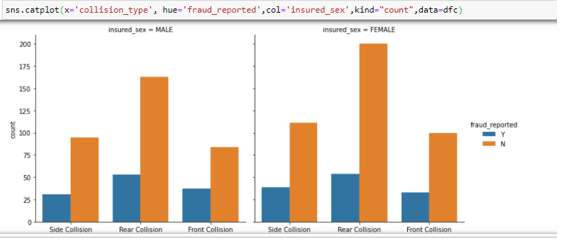 sns.catplot(x='collision_type', hue='fraud_reported',col='insured_sex',kind="count",data=dfc)
insured_sex = MALE
insured_sex = FEMALE
200
175
150
125
100
75
50
25
0
count
Side Collision
Rear Collision
Front Collision
Side Collision
Rear Collision
Front Collision
fraud_reported
Y
N